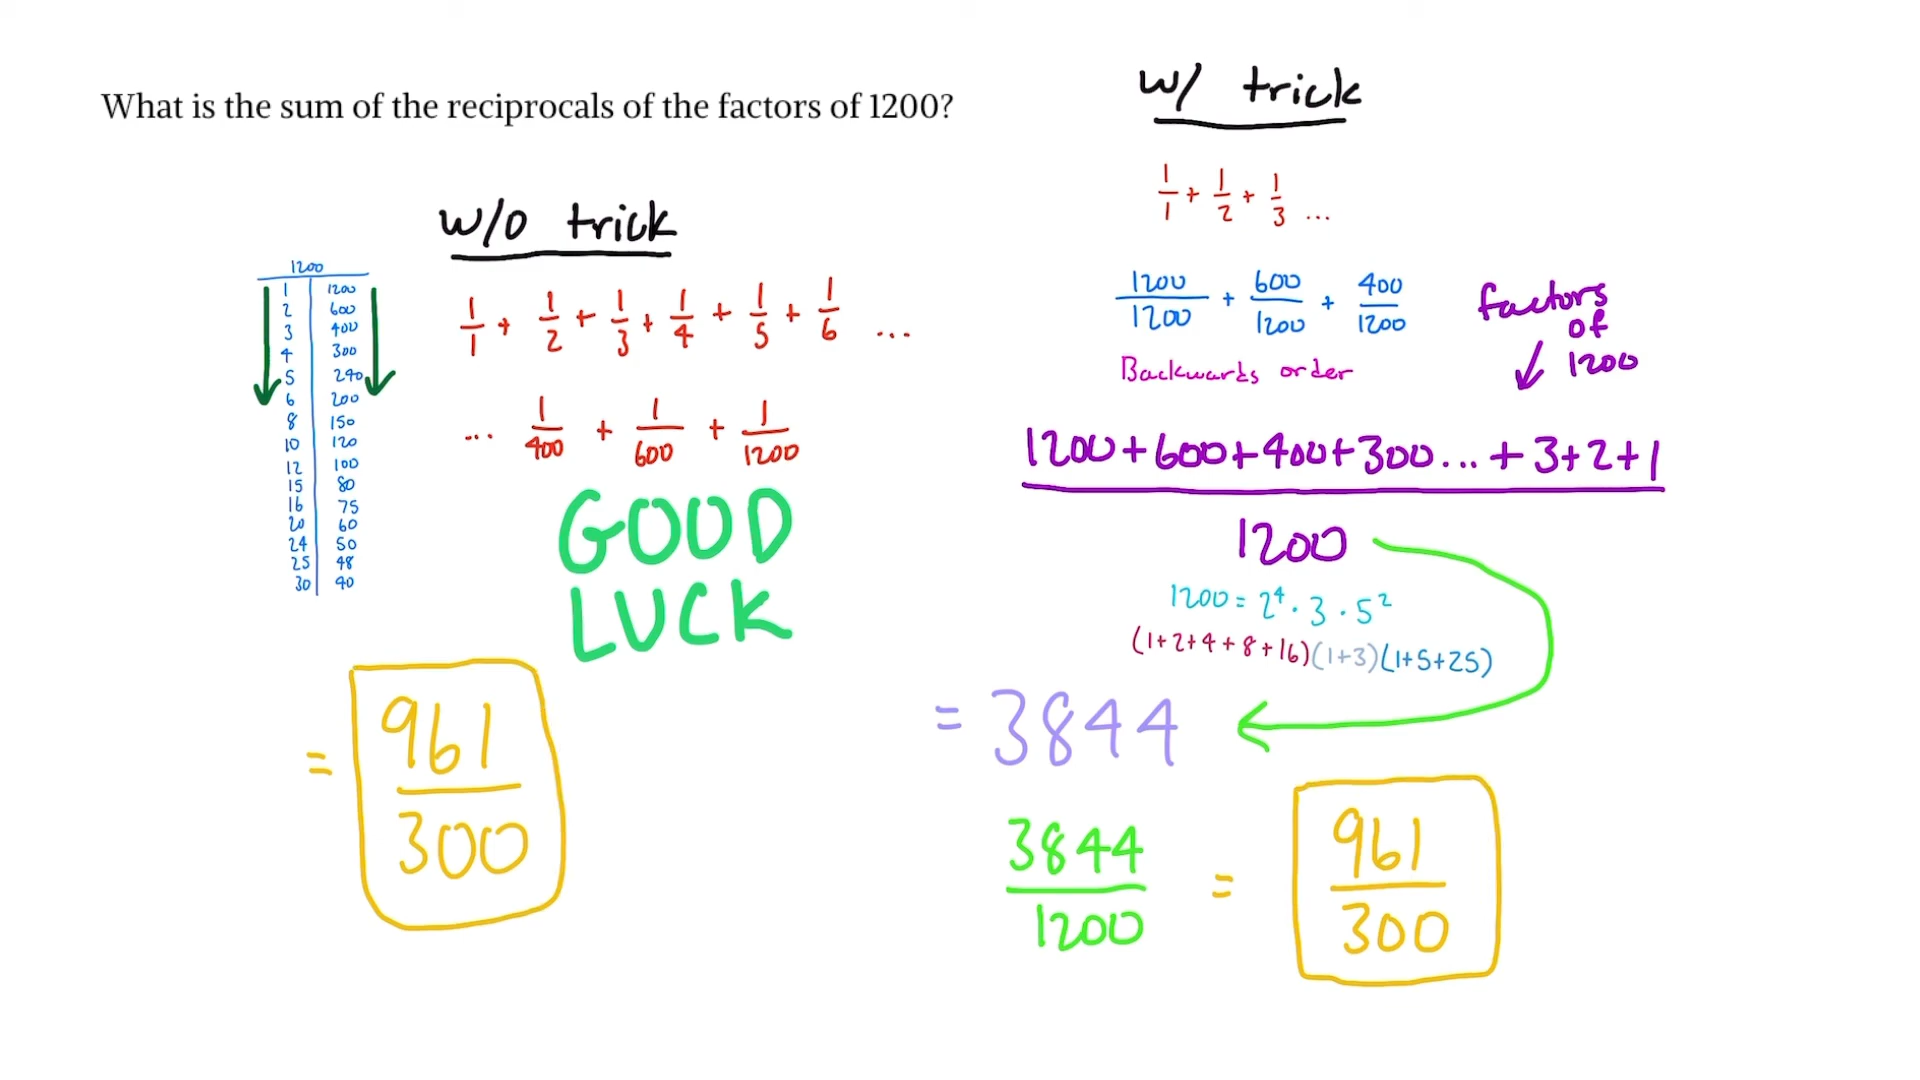 What is the sum of the reciprocals of the factors of 1200?
w/o trick
1200
1 1200
2 600
3 400
4 300
5 240
6 200
8 150
10 120
12 100
15 80
16 75
20 60
24 50
25 48
30 40
1/1 + 1/2 + 1/3 + 1/4 + 1/5 + 1/6 ...
... 1/400 + 1/600 + 1/1200
GOOD
LUCK
= 961/300
w/ trick
1/1 + 1/2 + 1/3 ...
1200/1200 + 600/1200 + 400/1200
Backwards order
factors
of
1200
1200+600+400+300...+3+2+1
1200
1200 = 2⁴ · 3 · 5²
(1+2+4+8+16)(1+3)(1+5+25)
= 3844
3844/1200 = 961/300